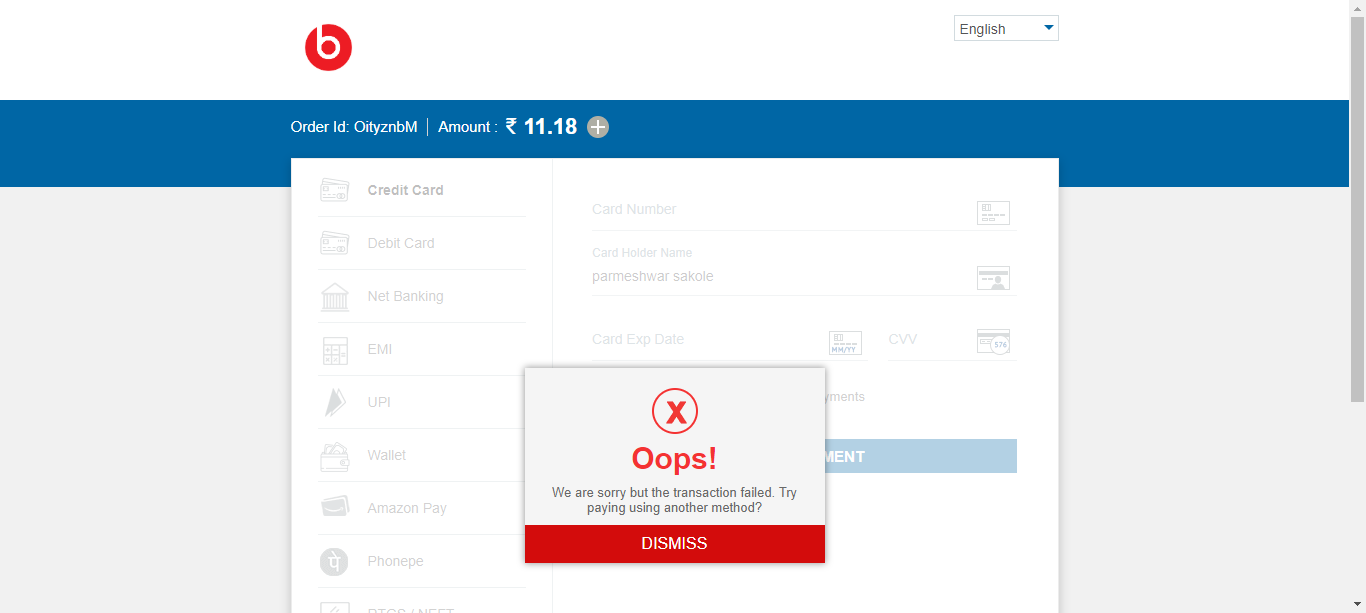 b
English
Order Id: OityznbM
Amount : ₹ 11.18
Credit Card
Debit Card
Net Banking
EMI
UPI
Wallet
Amazon Pay
Phonepe
RTGS / NEFT
Card Number
Card Holder Name
parmeshwar sakole
Card Exp Date
MM/YY
CVV
576
yments
MENT
X
Oops!
We are sorry but the transaction failed. Try
paying using another method?
DISMISS